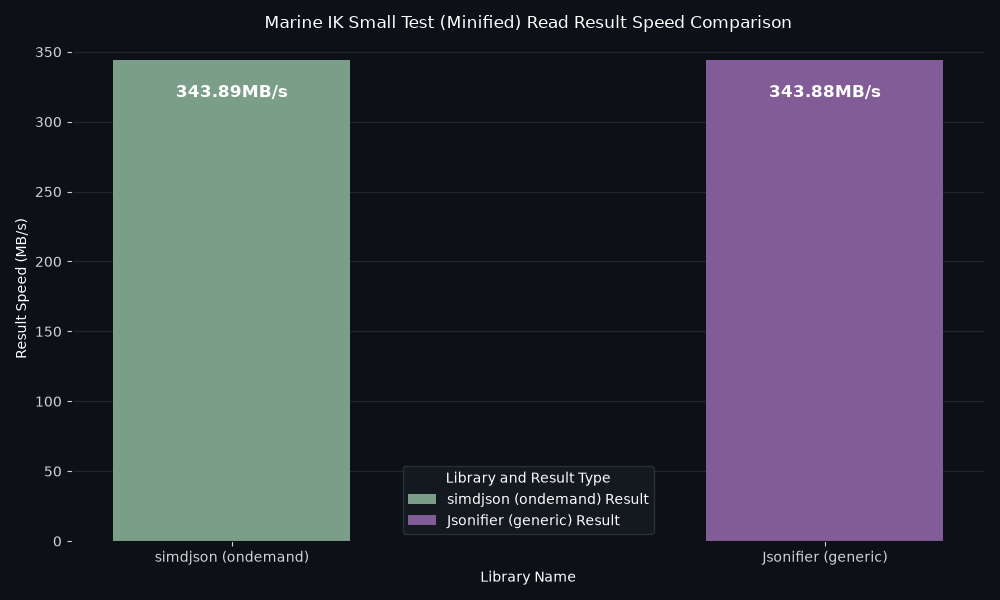 Marine IK Small Test (Minified) Read Result Speed Comparison
350
300
250
200
150
100
50
0
Result Speed (MB/s)
343.89MB/s
343.88MB/s
Library and Result Type
simdjson (ondemand) Result
Jsonifier (generic) Result
simdjson (ondemand)
Jsonifier (generic)
Library Name